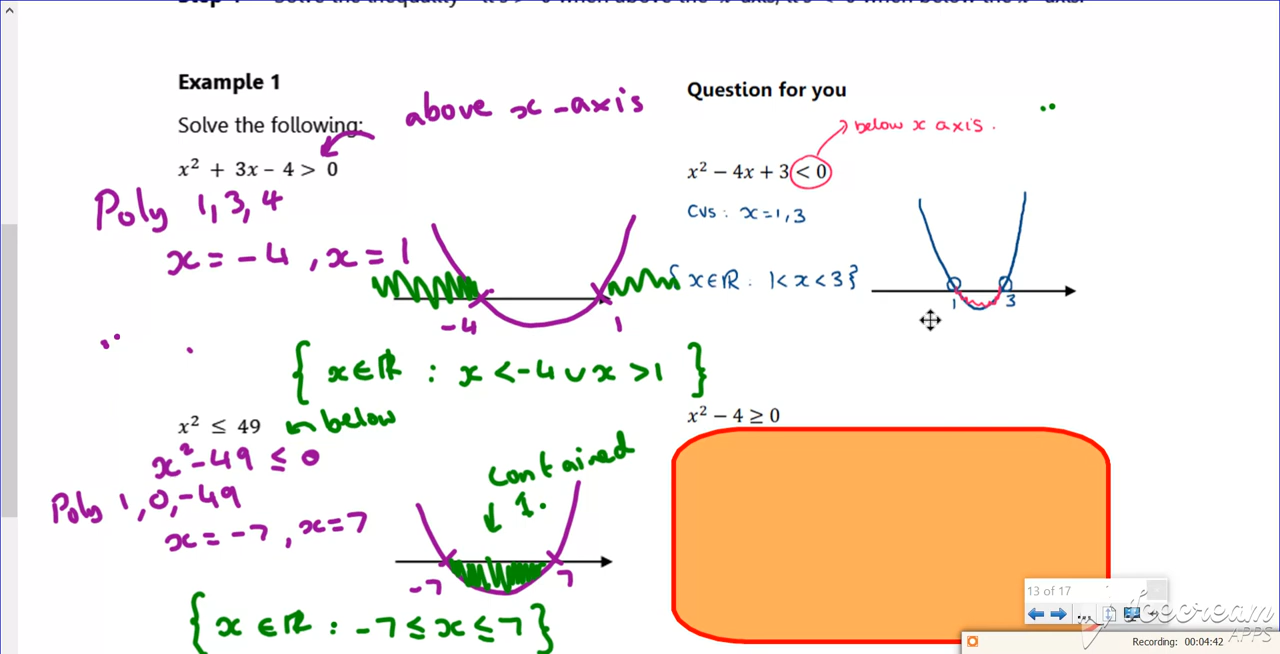 Example 1
Solve the following:
above x-axis
x² + 3x − 4 > 0
Poly 1, 3, 4
x = -4 , x = 1
-4
1
{ x ∈ ℝ : x < -4 ∪ x > 1 }
x² ≤ 49
below
x² - 49 ≤ 0
Poly 1, 0, -49
x = -7 , x = 7
contained
1.
-7
7
{ x ∈ ℝ : -7 ≤ x ≤ 7 }
Question for you
below x axis.
x² − 4x + 3 < 0
CVs : x = 1, 3
{ x ∈ ℝ : 1 < x < 3 }
1
3
x² − 4 ≥ 0
13 of 17
Icecream
APPS
Recording: 00:04:42